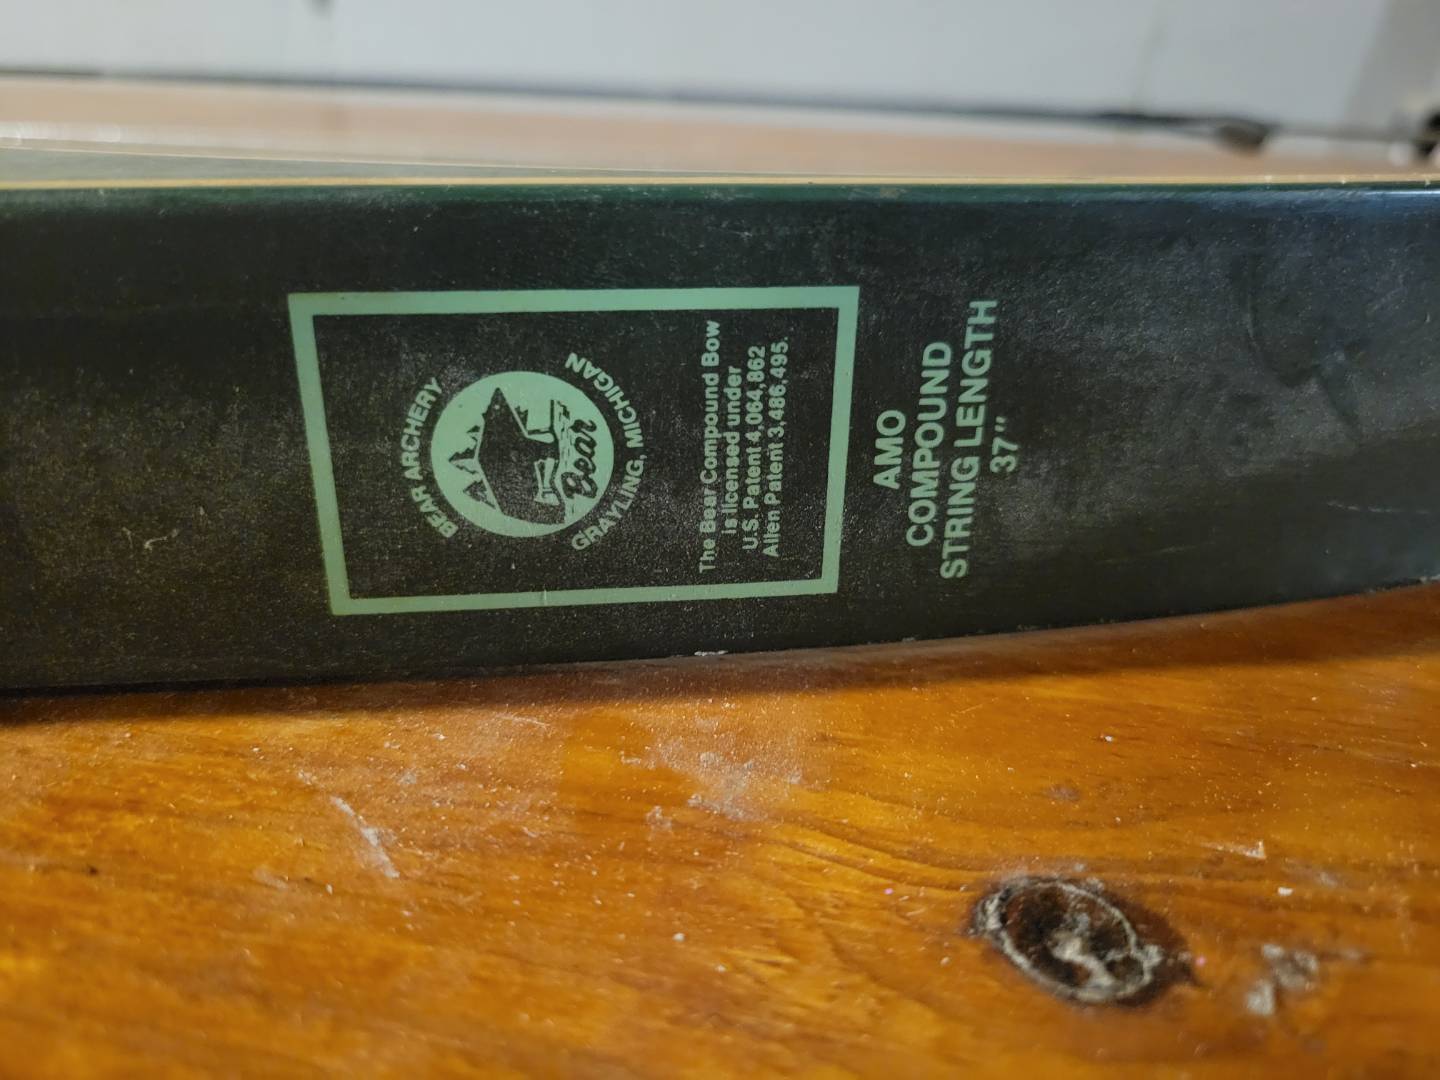 BEAR ARCHERY
Bear
GRAYLING, MICHIGAN
The Bear Compound Bow
is licensed under
U.S. Patent 4,064,862
Allen Patent 3,486,495.
AMO
COMPOUND
STRING LENGTH
37"